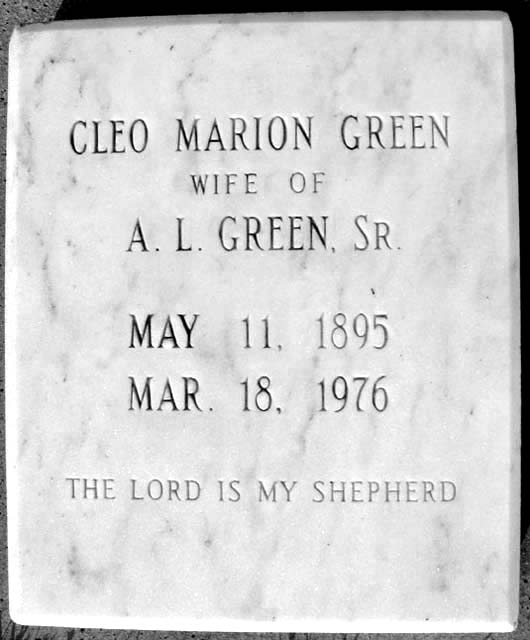 CLEO MARION GREEN
WIFE OF
A. L. GREEN, SR.
MAY 11, 1895
MAR. 18, 1976
THE LORD IS MY SHEPHERD